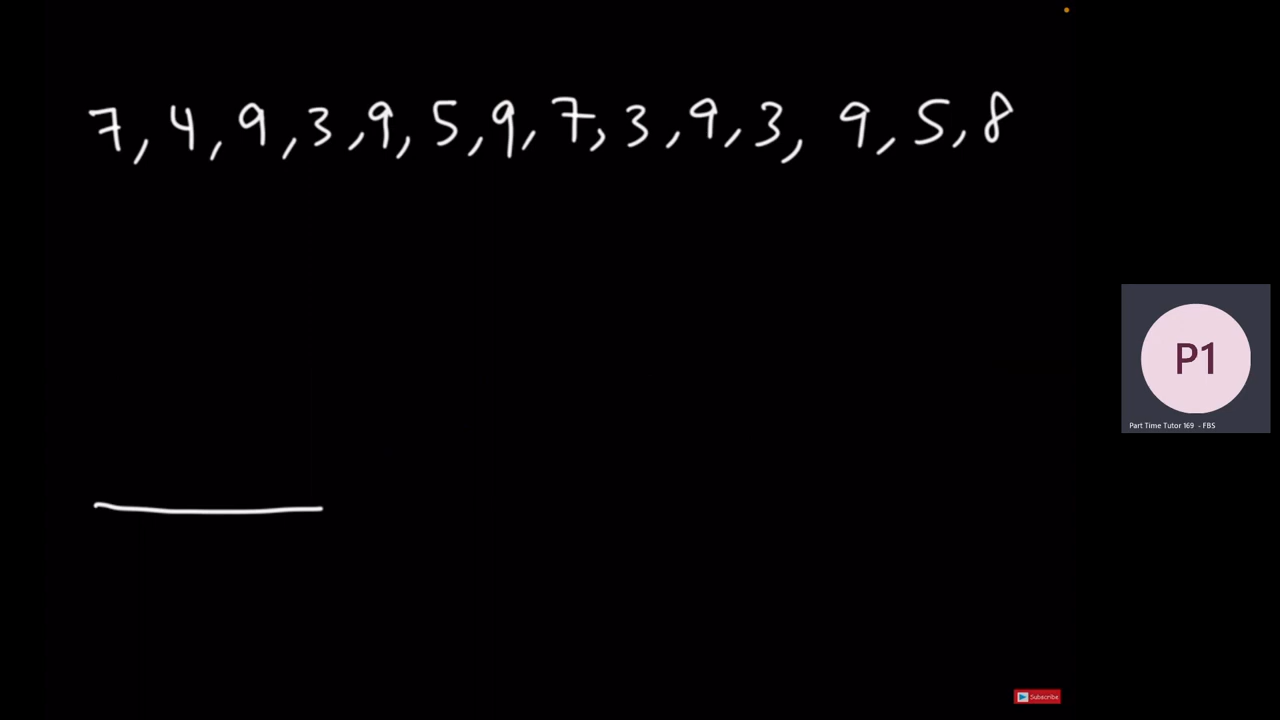 7, 4, 9, 3, 9, 5, 9, 7, 3, 9, 3, 9, 5, 8
P1
Part Time Tutor 169 - FBS
Subscribe